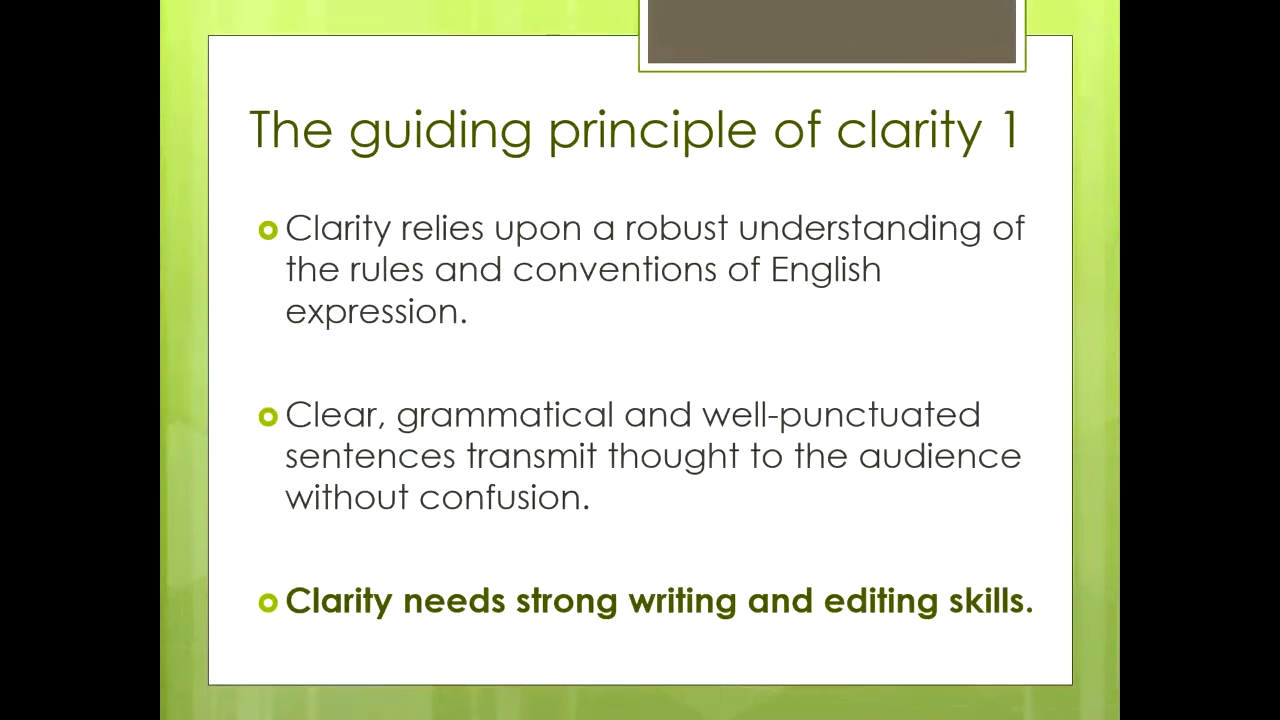 The guiding principle of clarity 1
Clarity relies upon a robust understanding of
the rules and conventions of English
expression.
Clear, grammatical and well-punctuated
sentences transmit thought to the audience
without confusion.
Clarity needs strong writing and editing skills.